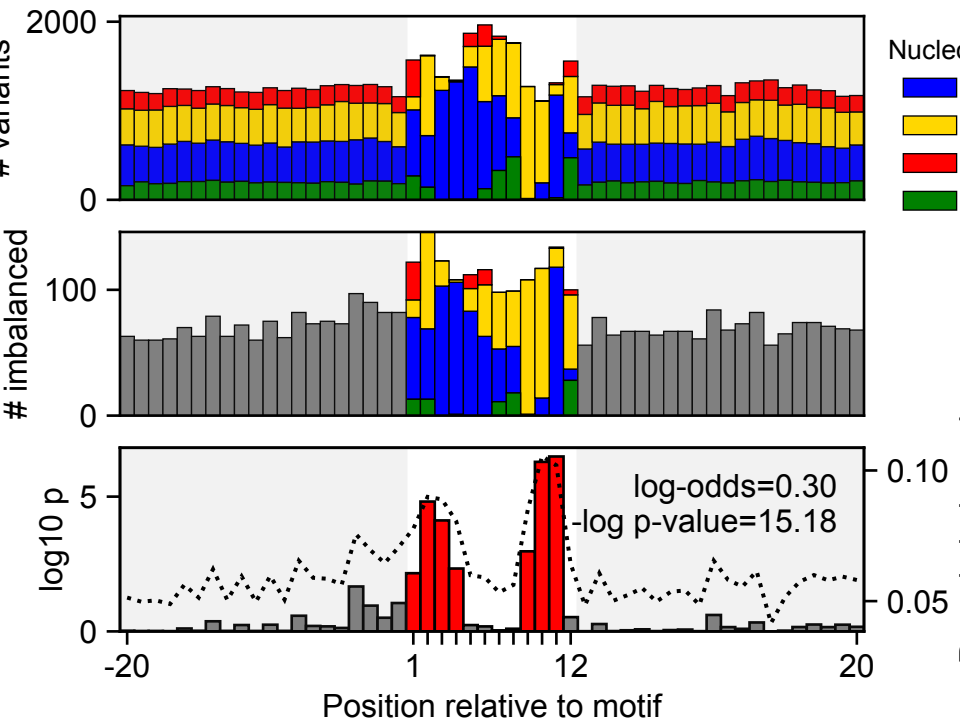 2000
0
# variants
Nucleo
100
0
# imbalanced
5
0
log10 p
0.10
0.05
log-odds=0.30
-log p-value=15.18
-20
1
12
20
Position relative to motif